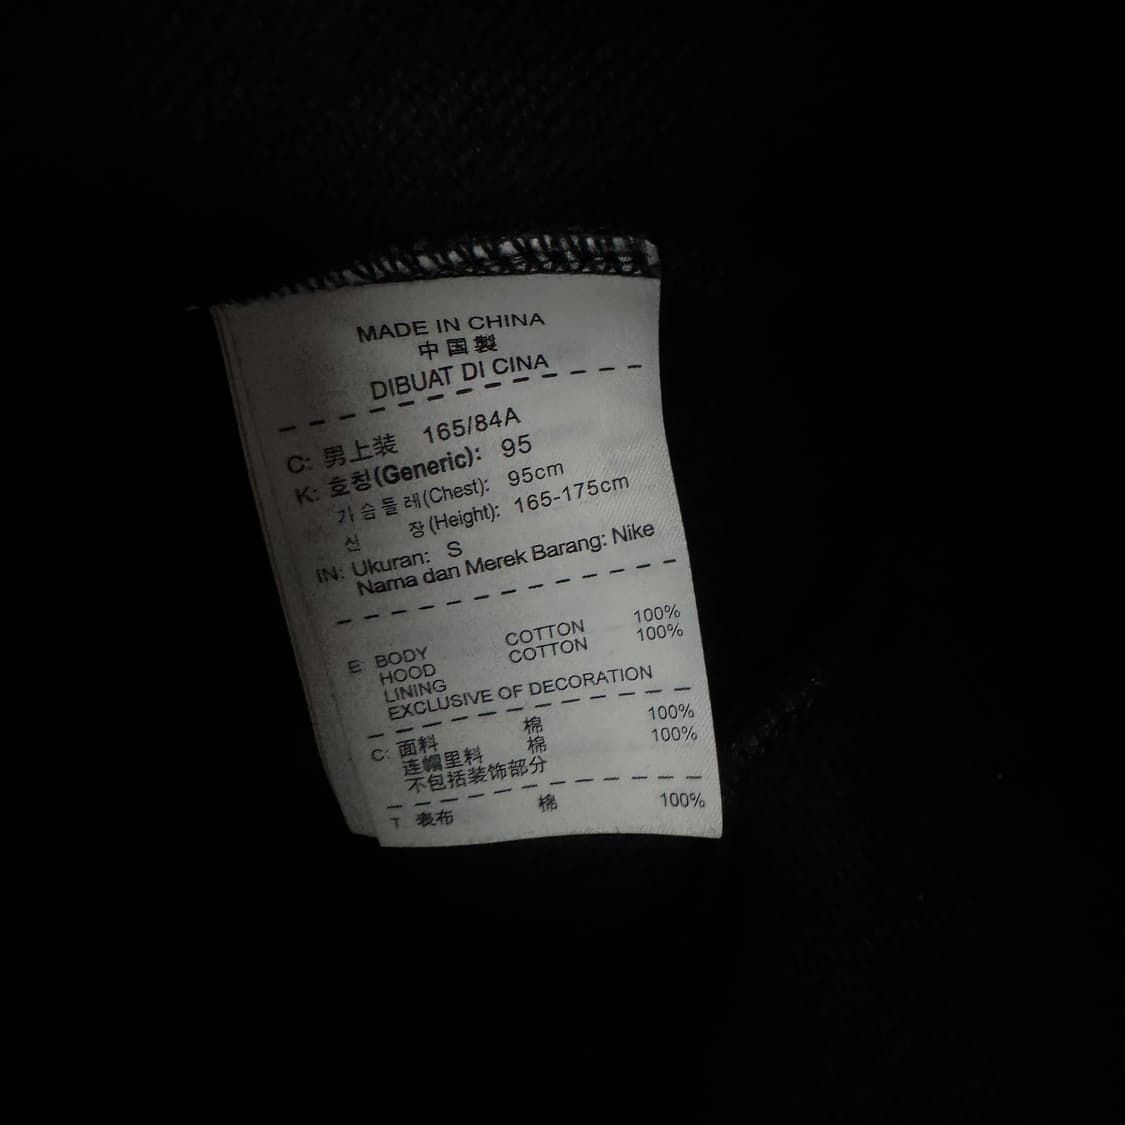 MADE IN CHINA
中国製
DIBUAT DI CINA
C: 男上装 165/84A
K: 호칭(Generic): 95
가슴둘레(Chest): 95cm
신 장(Height): 165-175cm
IN: Ukuran: S
Nama dan Merek Barang: Nike
E: BODY COTTON 100%
HOOD COTTON 100%
LINING
EXCLUSIVE OF DECORATION
C: 面料 棉 100%
连帽里料 棉 100%
不包括装饰部分
T 表布 棉 100%